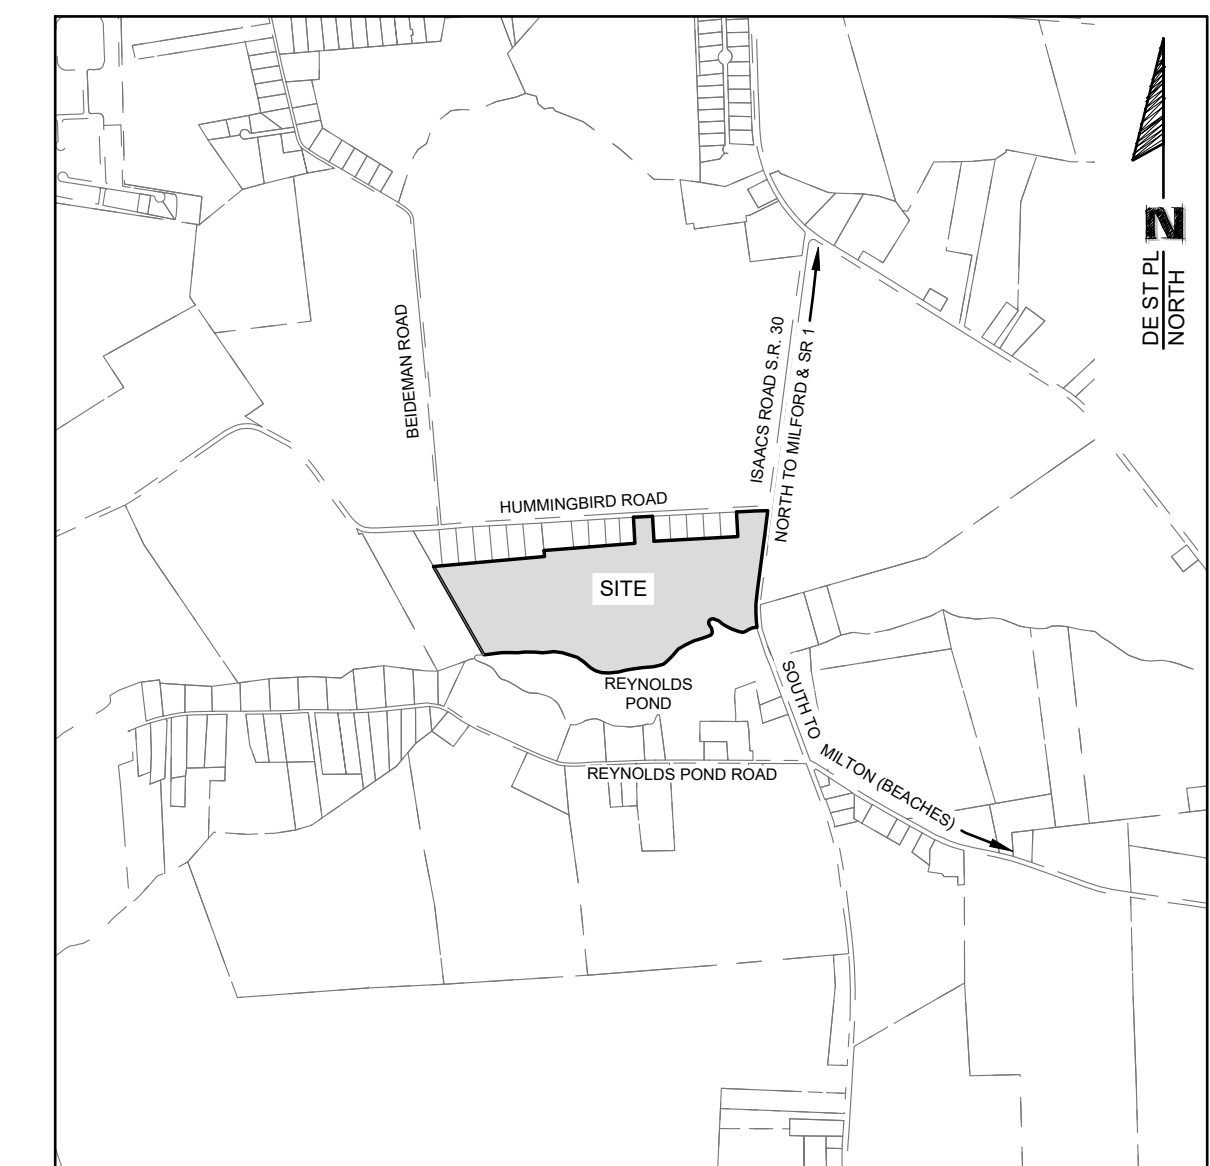 N
DE ST PL
NORTH
BEIDEMAN ROAD
ISAACS ROAD S.R. 30
NORTH TO MILFORD & SR 1
HUMMINGBIRD ROAD
SITE
REYNOLDS
POND
SOUTH TO
MILTON (BEACHES)
REYNOLDS POND ROAD